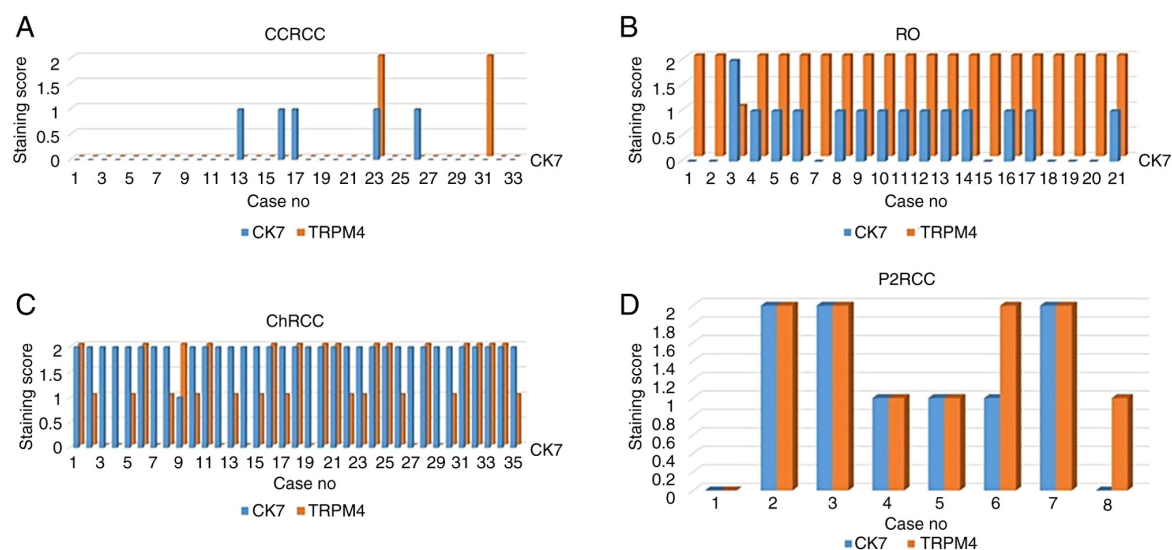 A
CCRCC
Staining score
2
1.5
1
0.5
0
CK7
1 3 5 7 9 11 13 15 17 19 21 23 25 27 29 31 33
Case no
CK7 TRPM4
B
RO
Staining score
2
1.5
1
0.5
0
CK7
1 2 3 4 5 6 7 8 9 10 11 12 13 14 15 16 17 18 19 20 21
Case no
CK7 TRPM4
C
ChRCC
Staining score
2
1.5
1
0.5
0
CK7
1 3 5 7 9 11 13 15 17 19 21 23 25 27 29 31 33 35
Case no
CK7 TRPM4
D
P2RCC
Staining score
2
1.8
1.6
1.4
1.2
1
0.8
0.6
0.4
0.2
0
1 2 3 4 5 6 7 8
Case no
CK7 TRPM4